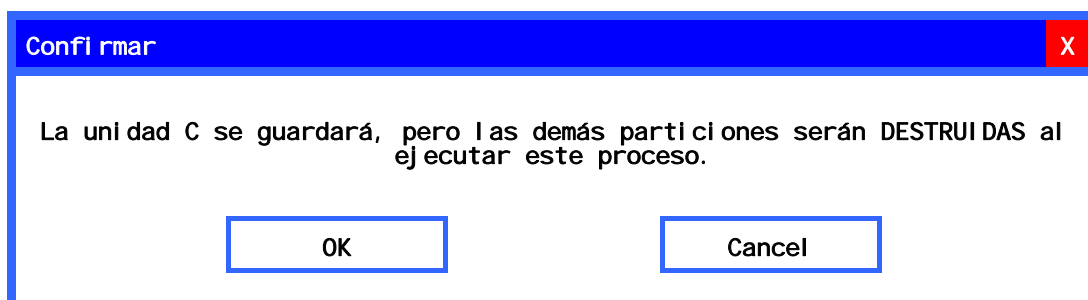 Confirmar
X
La unidad C se guardará, pero las demás particiones serán DESTRUIDAS al
ejecutar este proceso.
OK
Cancel